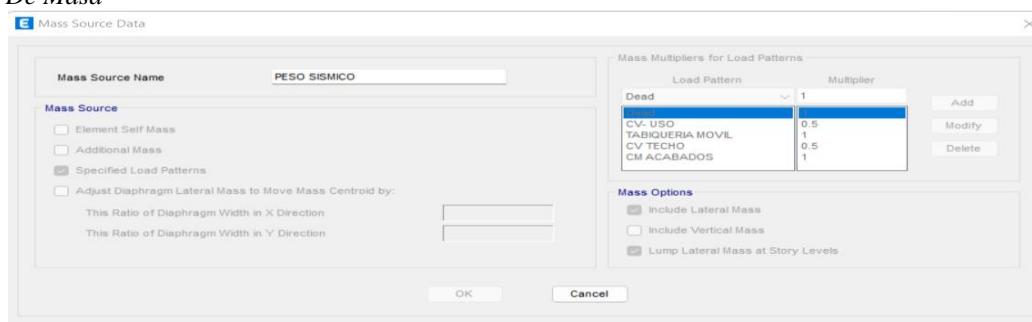 De Masa
E Mass Source Data
Mass Source Name PESO SISMICO
Mass Source
Element Self Mass
Additional Mass
Specified Load Patterns
Adjust Diaphragm Lateral Mass to Move Mass Centroid by:
This Ratio of Diaphragm Width in X Direction
This Ratio of Diaphragm Width in Y Direction
Mass Multipliers for Load Patterns
Load Pattern Multiplier
Dead 1
Add
Dead 1
CV- USO 0.5
Modify
TABIQUERIA MOVIL 1
CV TECHO 0.5
Delete
CM ACABADOS 1
Mass Options
Include Lateral Mass
Include Vertical Mass
Lump Lateral Mass at Story Levels
OK Cancel